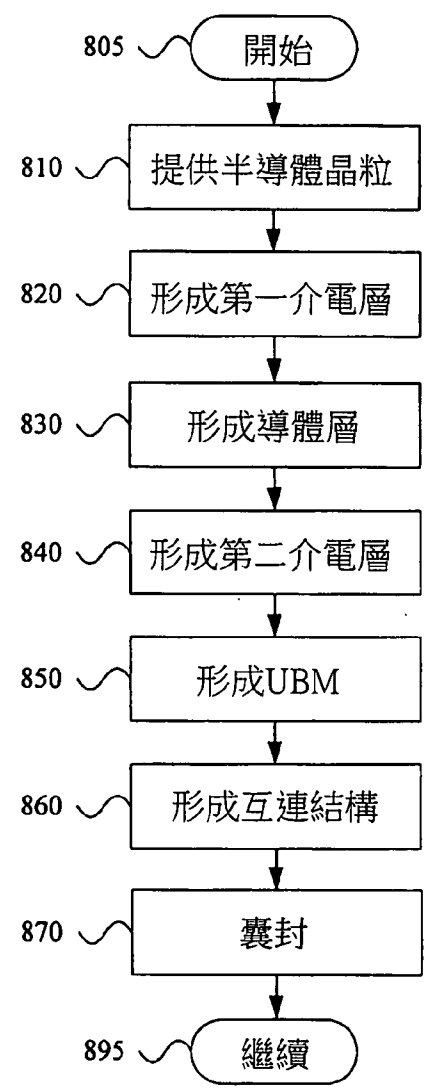 805 開始
810 提供半導體晶粒
820 形成第一介電層
830 形成導體層
840 形成第二介電層
850 形成UBM
860 形成互連結構
870 囊封
895 繼續